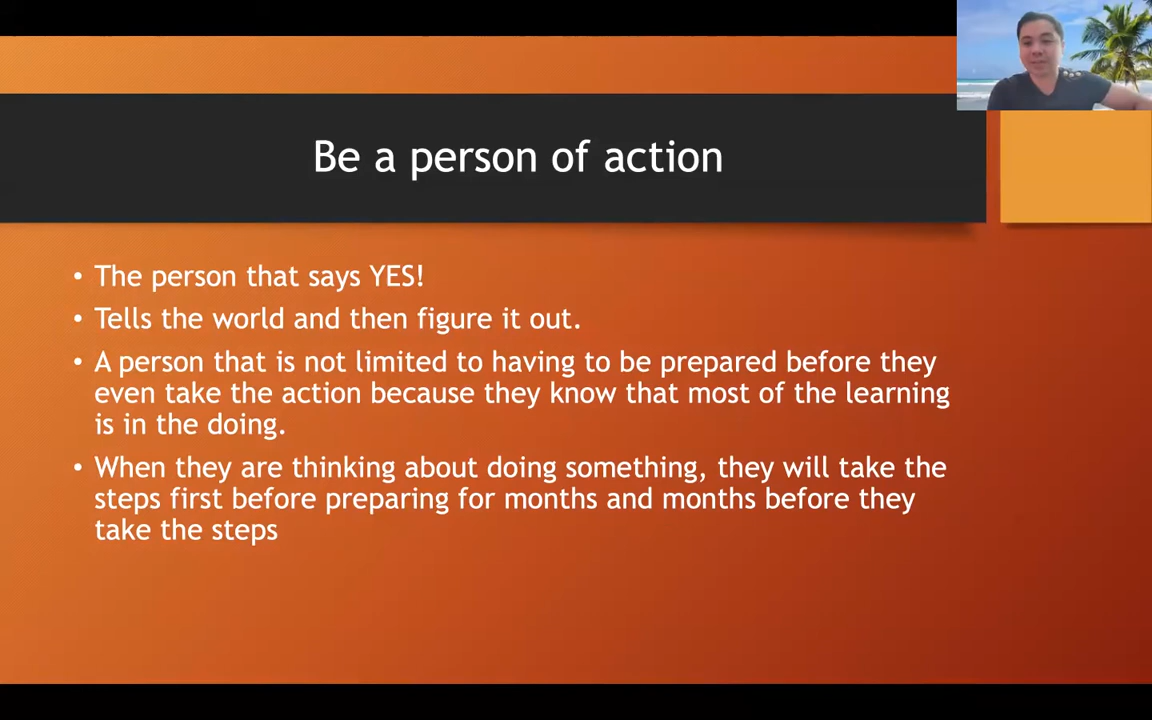 Be a person of action
• The person that says YES!
• Tells the world and then figure it out.
• A person that is not limited to having to be prepared before they
even take the action because they know that most of the learning
is in the doing.
• When they are thinking about doing something, they will take the
steps first before preparing for months and months before they
take the steps